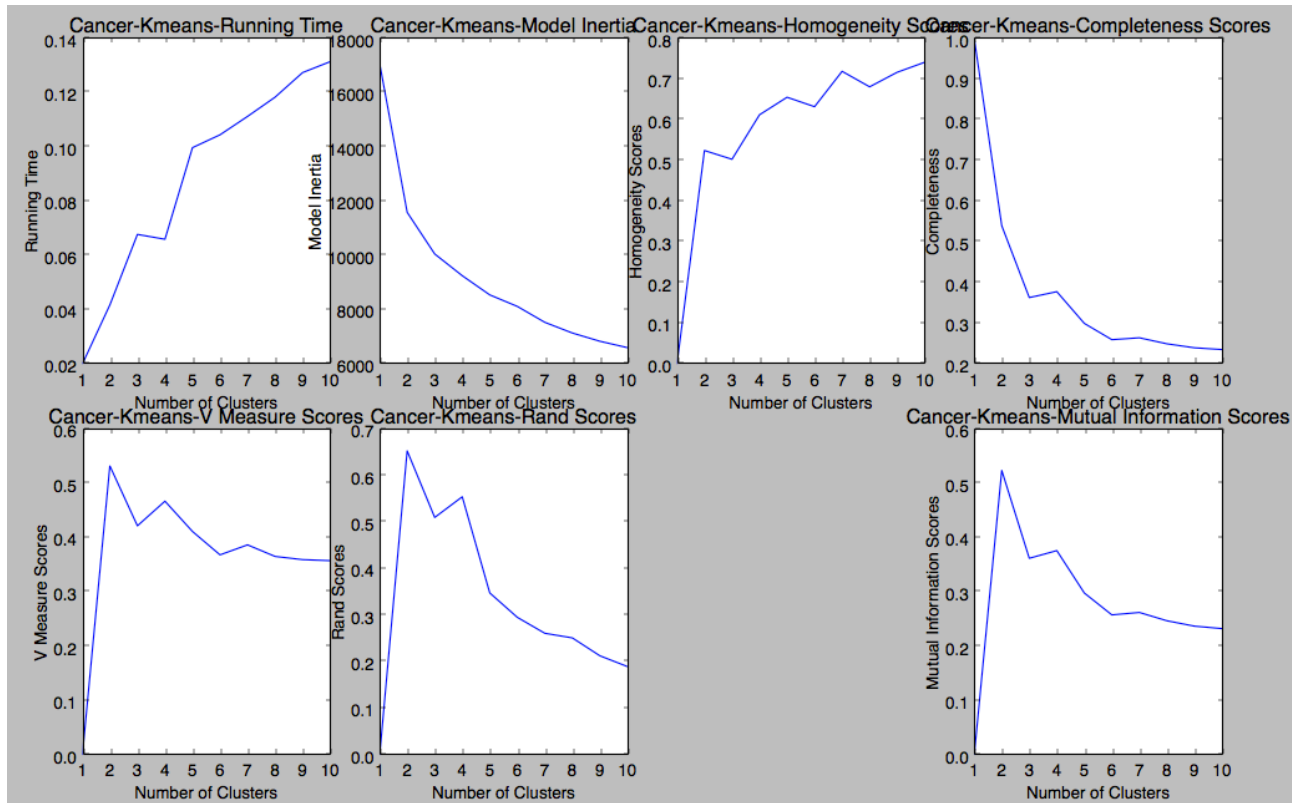 Cancer-Kmeans-Running Time
0.14
0.12
0.10
0.08
0.06
0.04
0.02
Running Time
1 2 3 4 5 6 7 8 9 10
Number of Clusters
Cancer-Kmeans-Model Inertia
18000
16000
14000
12000
10000
8000
6000
Model Inertia
1 2 3 4 5 6 7 8 9 10
Number of Clusters
Cancer-Kmeans-Homogeneity Scores
0.8
0.7
0.6
0.5
0.4
0.3
0.2
0.1
0.0
Homogeneity Scores
1 2 3 4 5 6 7 8 9 10
Number of Clusters
Cancer-Kmeans-Completeness Scores
1.0
0.9
0.8
0.7
0.6
0.5
0.4
0.3
0.2
Completeness
1 2 3 4 5 6 7 8 9 10
Number of Clusters
Cancer-Kmeans-V Measure Scores
0.6
0.5
0.4
0.3
0.2
0.1
0.0
V Measure Scores
1 2 3 4 5 6 7 8 9 10
Number of Clusters
Cancer-Kmeans-Rand Scores
0.7
0.6
0.5
0.4
0.3
0.2
0.1
0.0
Rand Scores
1 2 3 4 5 6 7 8 9 10
Number of Clusters
Cancer-Kmeans-Mutual Information Scores
0.6
0.5
0.4
0.3
0.2
0.1
0.0
Mutual Information Scores
1 2 3 4 5 6 7 8 9 10
Number of Clusters